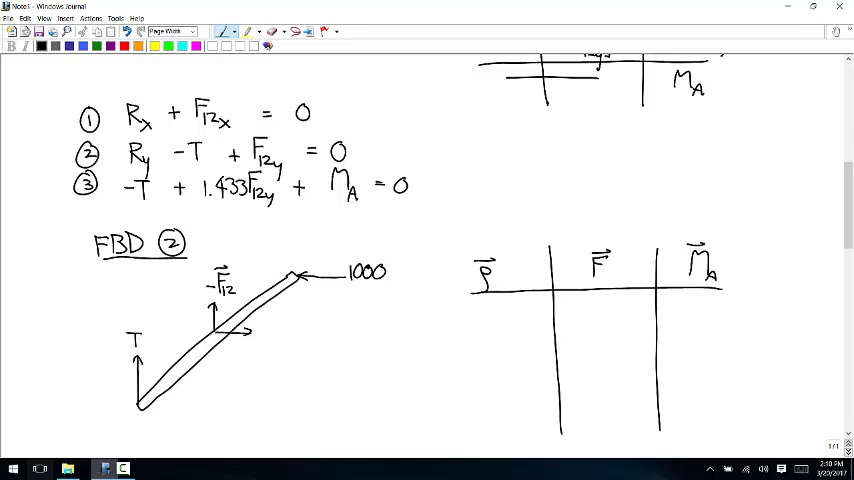 Note1 - Windows Journal
File Edit View Insert Actions Tools Help
Page Width
B I
M_A
① R_x + F_12x = 0
② R_y - T + F_12y = 0
③ -T + 1.433F_12y + M_A = 0
FBD ②
-F⃗_12
1000
T
ρ⃗ F⃗ M⃗_A
1/1
2:10 PM
3/20/2017